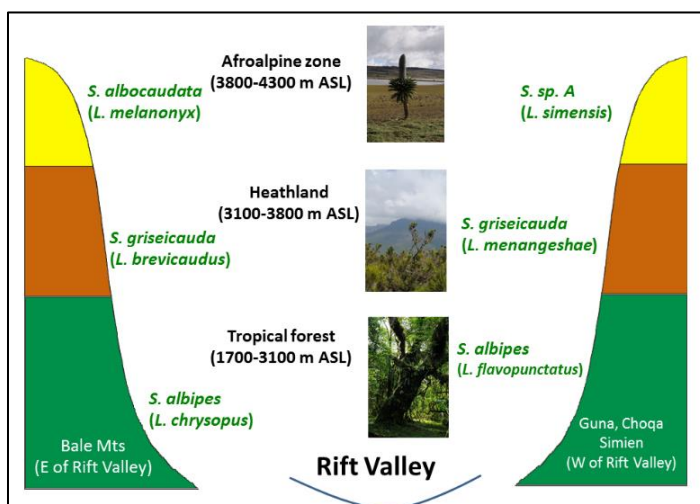 Afroalpine zone
(3800-4300 m ASL)
S. albocaudata
(L. melanonyx)
S. sp. A
(L. simensis)
Heathland
(3100-3800 m ASL)
S. griseicauda
(L. brevicaudus)
S. griseicauda
(L. menangeshae)
Tropical forest
(1700-3100 m ASL)
S. albipes
(L. flavopunctatus)
S. albipes
(L. chrysopus)
Bale Mts
(E of Rift Valley)
Rift Valley
Guna, Choqa
Simien
(W of Rift Valley)